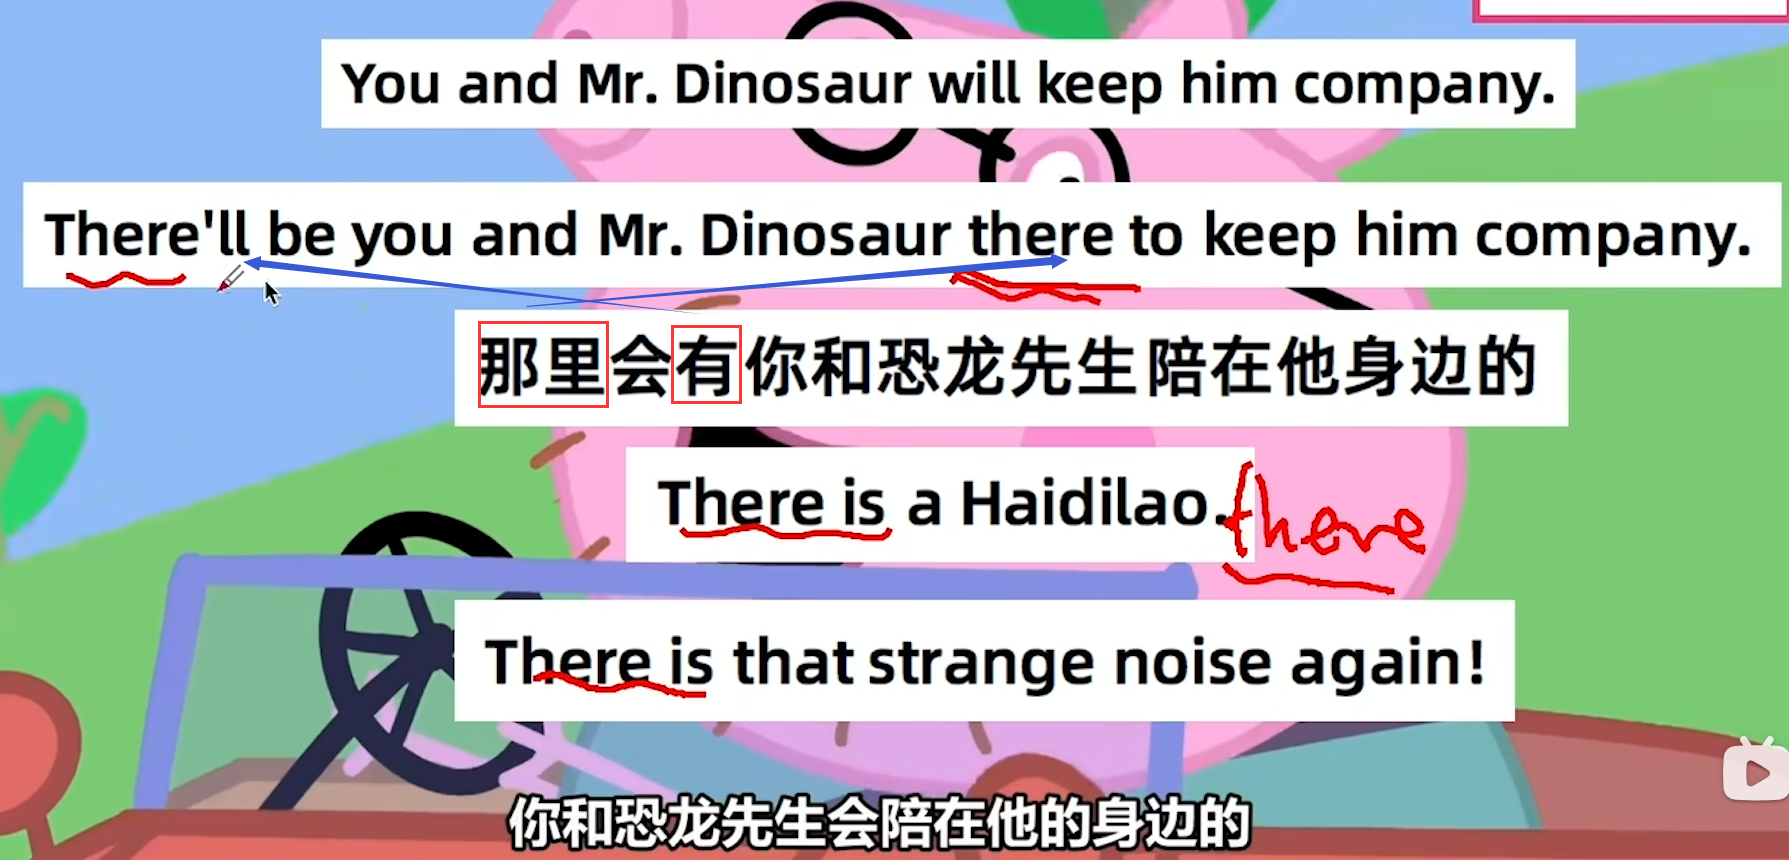 You and Mr. Dinosaur will keep him company.
There'll be you and Mr. Dinosaur there to keep him company.
那里会有你和恐龙先生陪在他身边的
There is a Haidilao. there
There is that strange noise again!
你和恐龙先生会陪在他的身边的